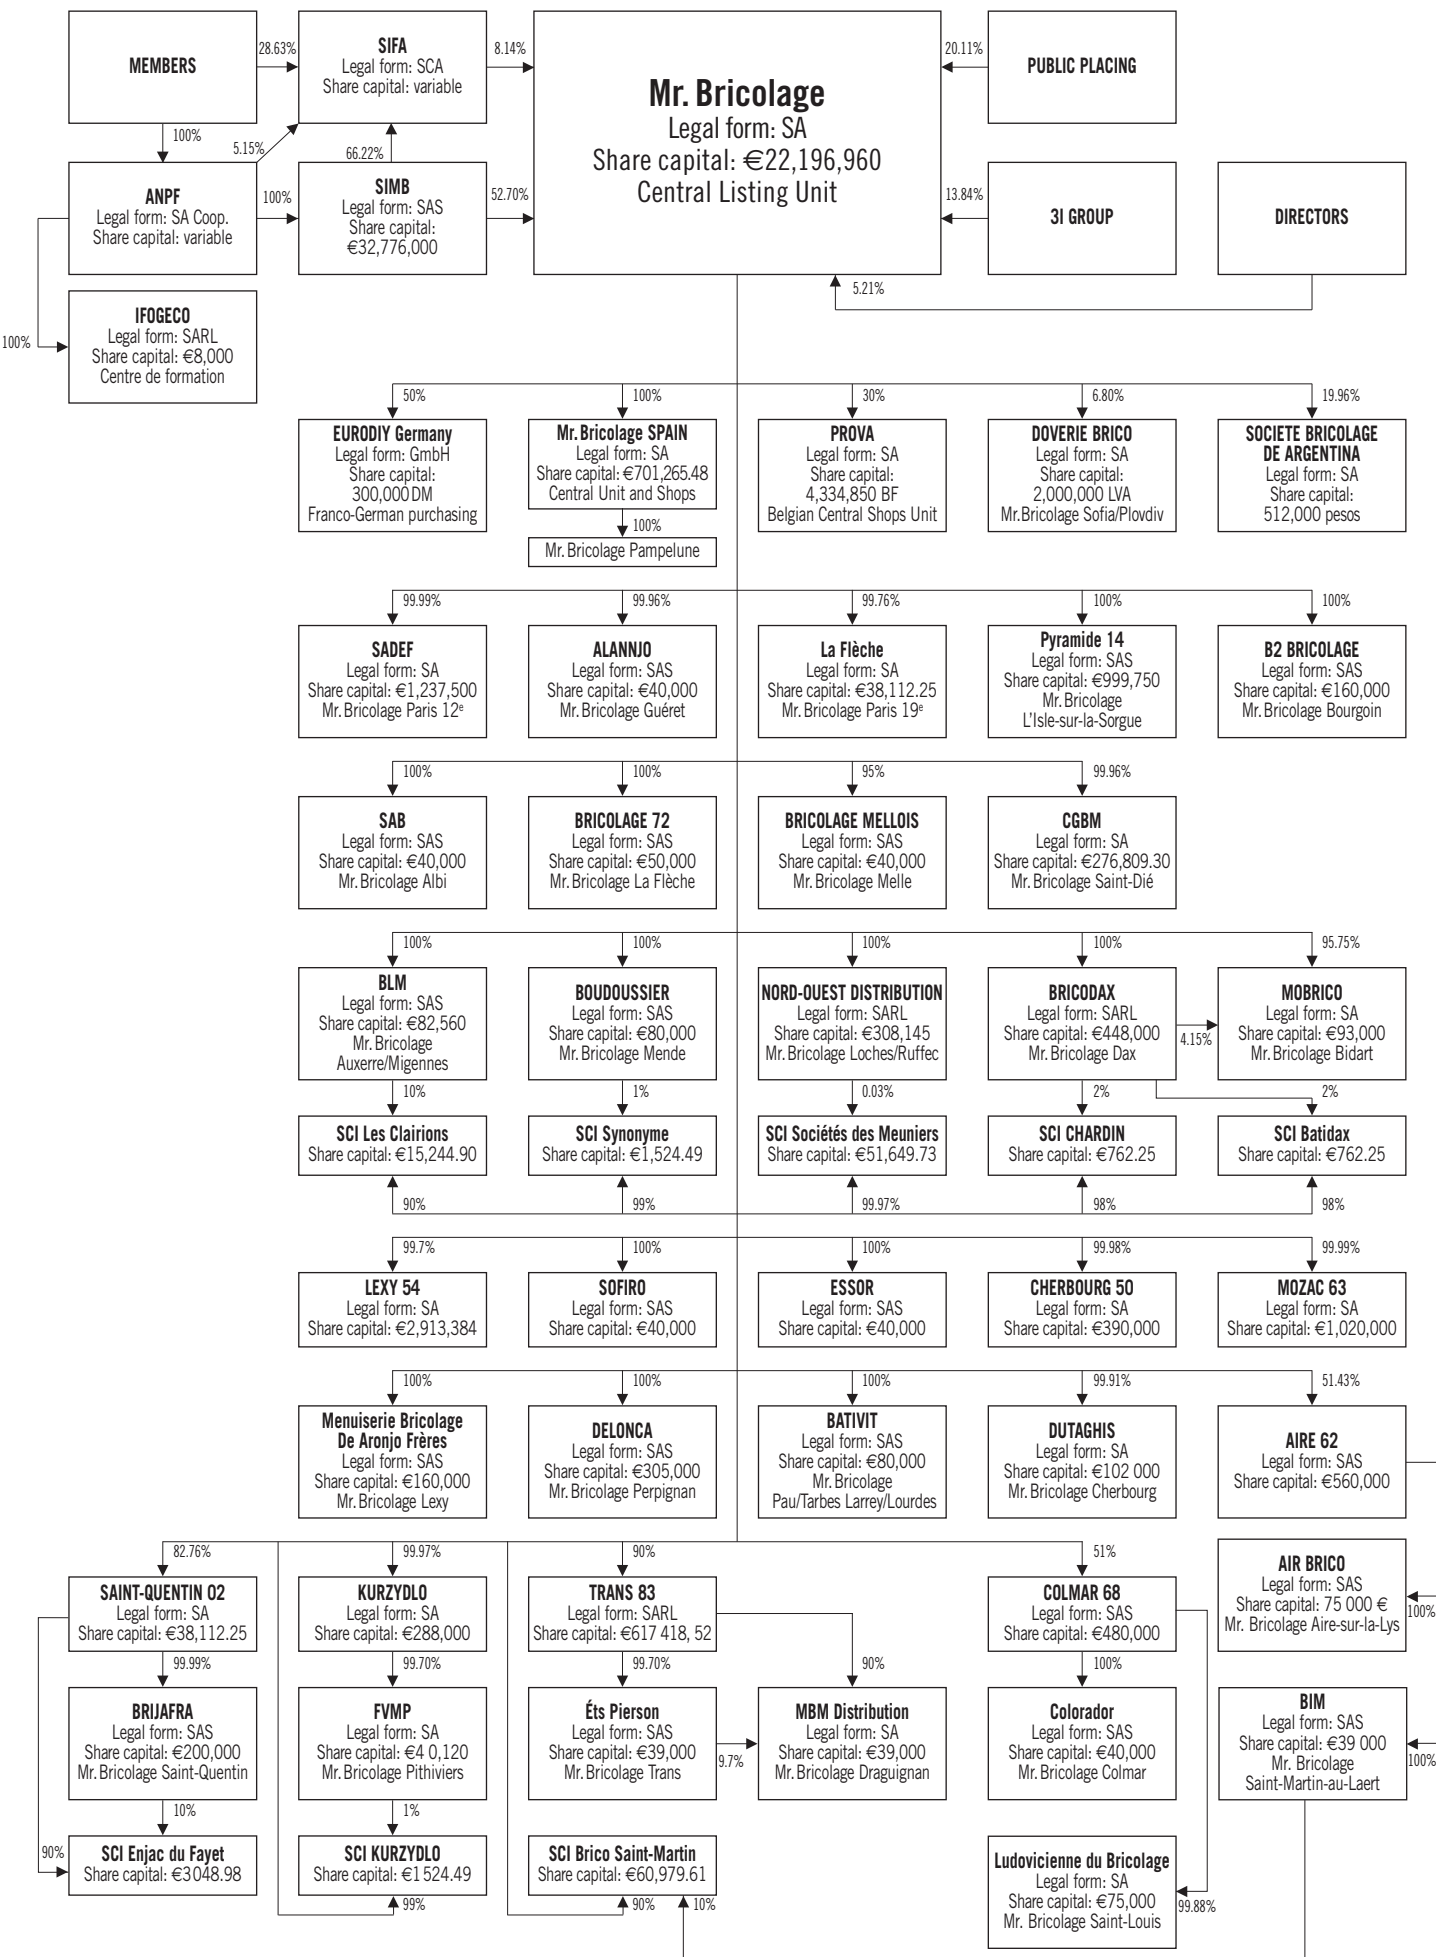 MEMBERS
28.63%
SIFA
Legal form: SCA
Share capital: variable
8.14%
Mr. Bricolage
Legal form: SA
Share capital: €22,196,960
Central Listing Unit
20.11%
PUBLIC PLACING
100%
5.15%
66.22%
ANPF
Legal form: SA Coop.
Share capital: variable
100%
SIMB
Legal form: SAS
Share capital:
€32,776,000
52.70%
13.84%
3I GROUP
DIRECTORS
5.21%
100%
IFOGECO
Legal form: SARL
Share capital: €8,000
Centre de formation
50%
100%
30%
6.80%
19.96%
EURODIY Germany
Legal form: GmbH
Share capital:
300,000 DM
Franco-German purchasing
Mr. Bricolage SPAIN
Legal form: SA
Share capital: €701,265.48
Central Unit and Shops
100%
Mr. Bricolage Pampelune
PROVA
Legal form: SA
Share capital:
4,334,850 BF
Belgian Central Shops Unit
DOVERIE BRICO
Legal form: SA
Share capital:
2,000,000 LVA
Mr. Bricolage Sofia/Plovdiv
SOCIETE BRICOLAGE
DE ARGENTINA
Legal form: SA
Share capital:
512,000 pesos
99.99%
99.96%
99.76%
100%
100%
SADEF
Legal form: SA
Share capital: €1,237,500
Mr. Bricolage Paris 12e
ALANNJO
Legal form: SAS
Share capital: €40,000
Mr. Bricolage Guéret
La Flèche
Legal form: SA
Share capital: €38,112.25
Mr. Bricolage Paris 19e
Pyramide 14
Legal form: SAS
Share capital: €999,750
Mr. Bricolage
L'Isle-sur-la-Sorgue
B2 BRICOLAGE
Legal form: SAS
Share capital: €160,000
Mr. Bricolage Bourgoin
100%
100%
95%
99.96%
SAB
Legal form: SAS
Share capital: €40,000
Mr. Bricolage Albi
BRICOLAGE 72
Legal form: SAS
Share capital: €50,000
Mr. Bricolage La Flèche
BRICOLAGE MELLOIS
Legal form: SAS
Share capital: €40,000
Mr. Bricolage Melle
CGBM
Legal form: SA
Share capital: €276,809.30
Mr. Bricolage Saint-Dié
100%
100%
100%
100%
95.75%
BLM
Legal form: SAS
Share capital: €82,560
Mr. Bricolage
Auxerre/Migennes
BOUDOUSSIER
Legal form: SAS
Share capital: €80,000
Mr. Bricolage Mende
NORD-OUEST DISTRIBUTION
Legal form: SARL
Share capital: €308,145
Mr. Bricolage Loches/Ruffec
BRICODAX
Legal form: SARL
Share capital: €448,000
Mr. Bricolage Dax
4.15%
MOBRICO
Legal form: SA
Share capital: €93,000
Mr. Bricolage Bidart
10%
1%
0.03%
2%
2%
SCI Les Clairions
Share capital: €15,244.90
SCI Synonyme
Share capital: €1,524.49
SCI Sociétés des Meuniers
Share capital: €51,649.73
SCI CHARDIN
Share capital: €762.25
SCI Batidax
Share capital: €762.25
90%
99%
99.97%
98%
98%
99.7%
100%
100%
99.98%
99.99%
LEXY 54
Legal form: SA
Share capital: €2,913,384
SOFIRO
Legal form: SAS
Share capital: €40,000
ESSOR
Legal form: SAS
Share capital: €40,000
CHERBOURG 50
Legal form: SA
Share capital: €390,000
MOZAC 63
Legal form: SA
Share capital: €1,020,000
100%
100%
100%
99.91%
51.43%
Menuiserie Bricolage
De Aronjo Frères
Legal form: SAS
Share capital: €160,000
Mr. Bricolage Lexy
DELONCA
Legal form: SAS
Share capital: €305,000
Mr. Bricolage Perpignan
BATIVIT
Legal form: SAS
Share capital: €80,000
Mr. Bricolage
Pau/Tarbes Larrey/Lourdes
DUTAGHIS
Legal form: SA
Share capital: €102 000
Mr. Bricolage Cherbourg
AIRE 62
Legal form: SAS
Share capital: €560,000
82.76%
99.97%
90%
51%
SAINT-QUENTIN 02
Legal form: SA
Share capital: €38,112.25
KURZYDLO
Legal form: SA
Share capital: €288,000
TRANS 83
Legal form: SARL
Share capital: €617 418, 52
COLMAR 68
Legal form: SAS
Share capital: €480,000
AIR BRICO
Legal form: SAS
Share capital: 75 000 €
Mr. Bricolage Aire-sur-la-Lys
100%
99.99%
99.70%
99.70%
90%
100%
BRIJAFRA
Legal form: SAS
Share capital: €200,000
Mr. Bricolage Saint-Quentin
FVMP
Legal form: SA
Share capital: €4 0,120
Mr. Bricolage Pithiviers
Éts Pierson
Legal form: SAS
Share capital: €39,000
Mr. Bricolage Trans
9.7%
MBM Distribution
Legal form: SA
Share capital: €39,000
Mr. Bricolage Draguignan
Colorador
Legal form: SAS
Share capital: €40,000
Mr. Bricolage Colmar
BIM
Legal form: SAS
Share capital: €39 000
Mr. Bricolage
Saint-Martin-au-Laert
100%
10%
1%
90%
SCI Enjac du Fayet
Share capital: €3048.98
SCI KURZYDLO
Share capital: €1524.49
SCI Brico Saint-Martin
Share capital: €60,979.61
Ludovicienne du Bricolage
Legal form: SA
Share capital: €75,000
Mr. Bricolage Saint-Louis
99.88%
99%
90%
10%